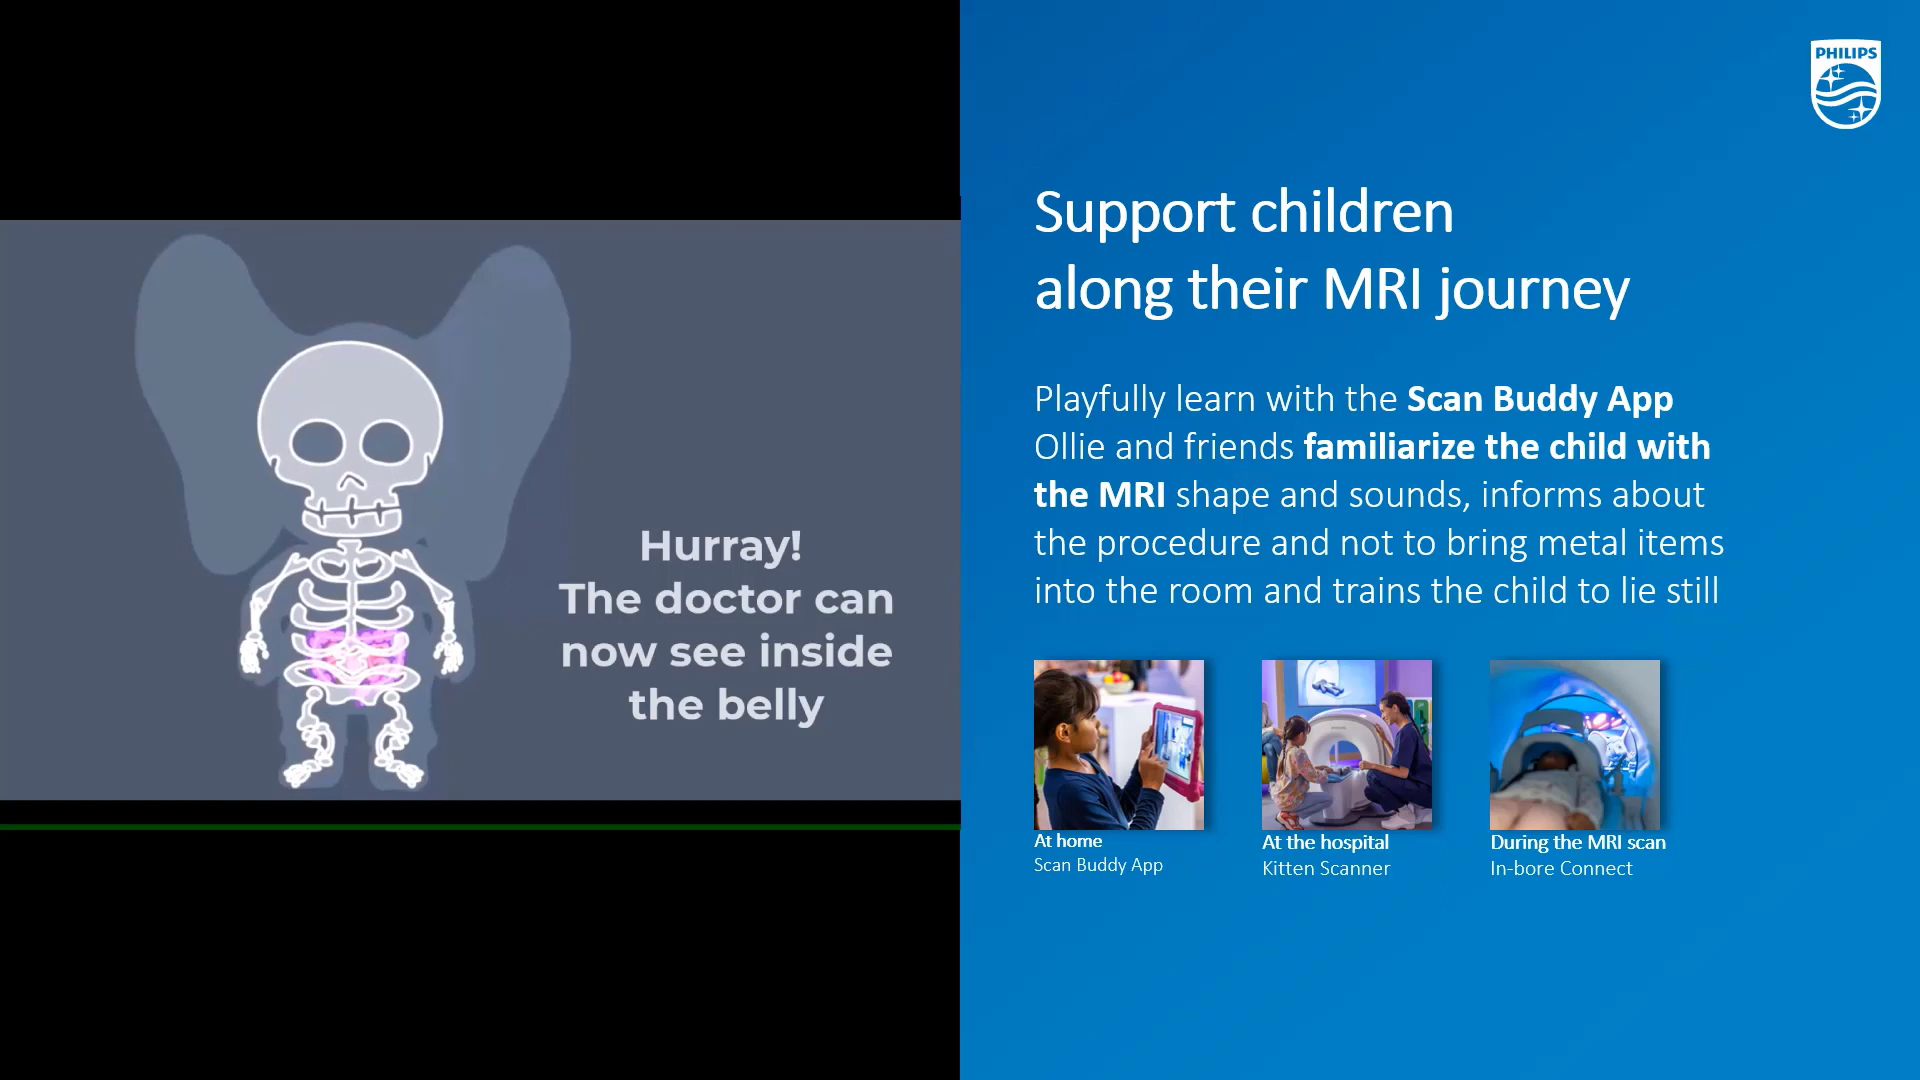 Hurray!
The doctor can
now see inside
the belly
PHILIPS
Support children
along their MRI journey
Playfully learn with the Scan Buddy App
Ollie and friends familiarize the child with
the MRI shape and sounds, informs about
the procedure and not to bring metal items
into the room and trains the child to lie still
At home
Scan Buddy App
At the hospital
Kitten Scanner
During the MRI scan
In-bore Connect